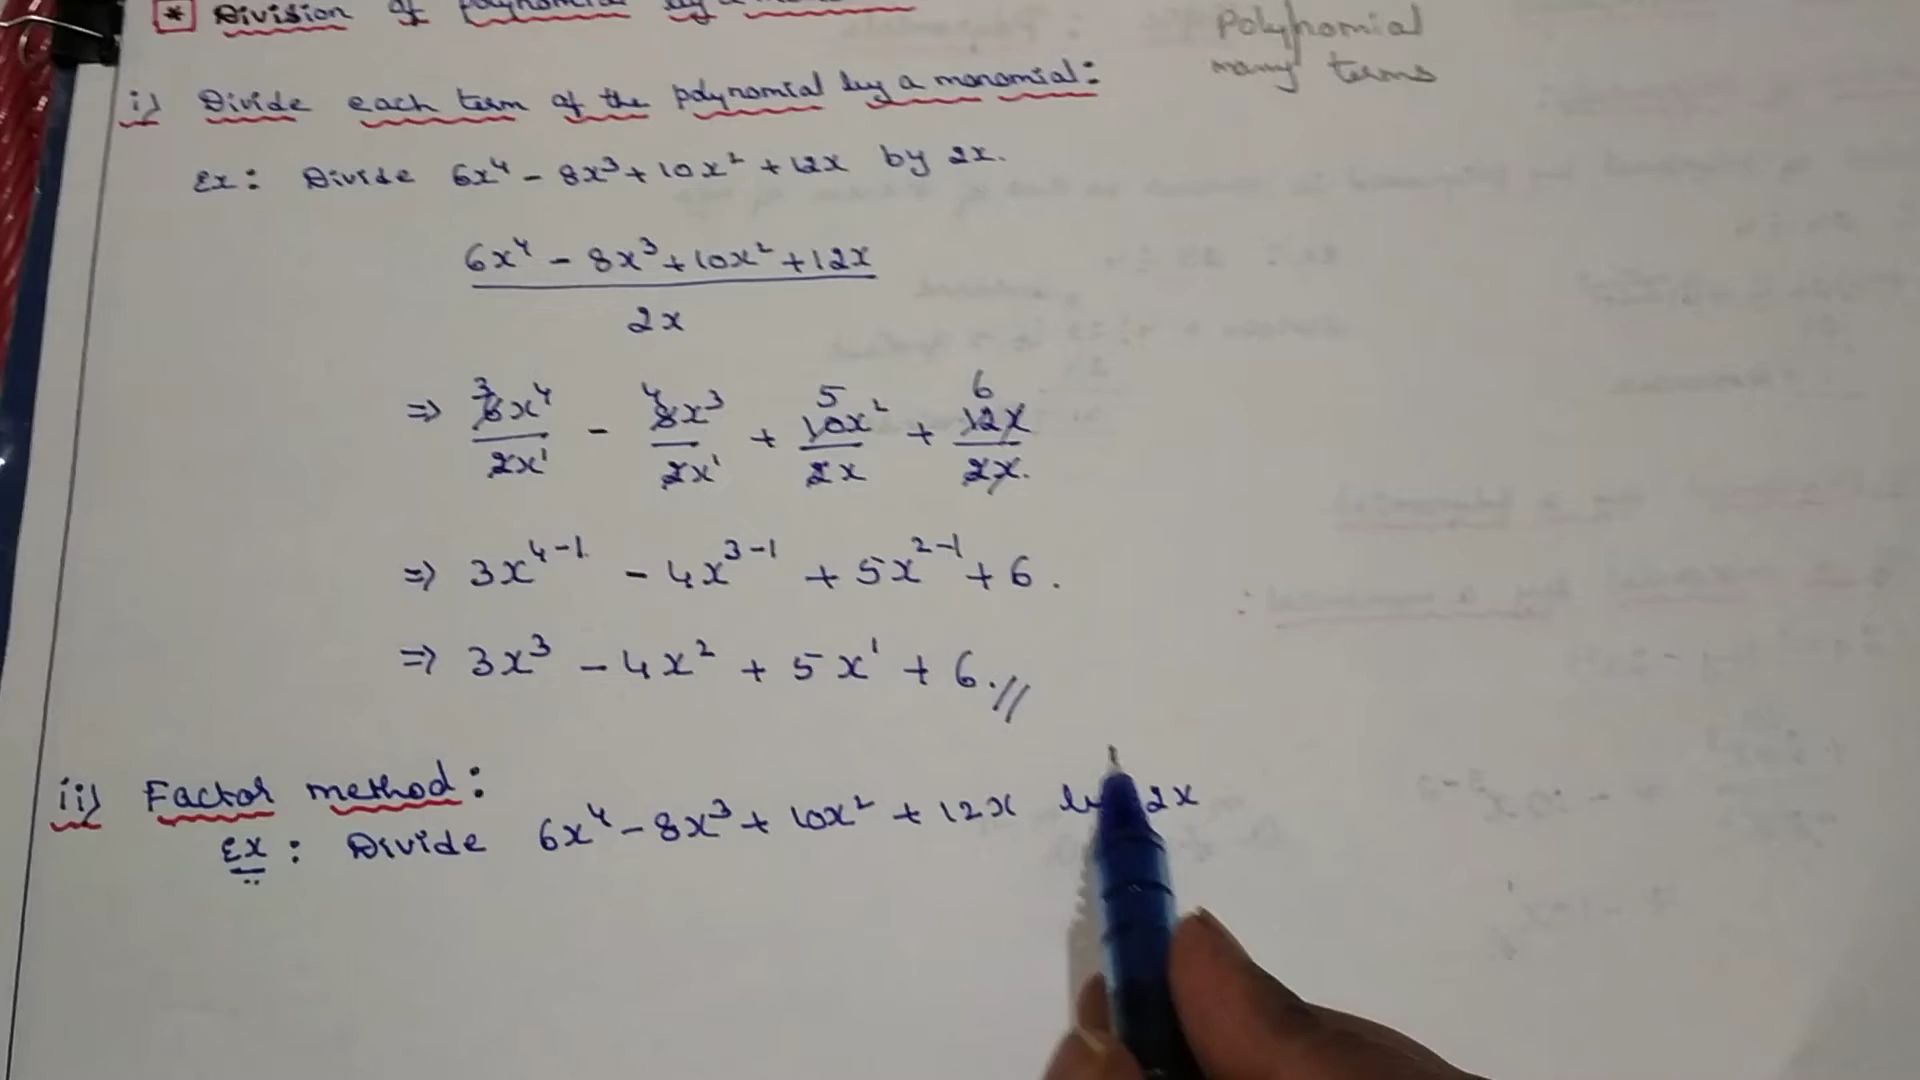 * Division of polynomial by a
Polynomial
many terms
i) Divide each term of the polynomial by a monomial:
Ex: Divide 6x⁴ - 8x³ + 10x² + 12x by 2x.
6x⁴ - 8x³ + 10x² + 12x
2x
3 4 5 6
⇒ 6x⁴ - 8x³ + 10x² + 12x
2x¹ 2x¹ 2x 2x.
⇒ 3x⁴⁻¹ - 4x³⁻¹ + 5x²⁻¹ + 6.
⇒ 3x³ - 4x² + 5x¹ + 6.//
ii) Factor method:
Ex: Divide 6x⁴ - 8x³ + 10x² + 12x 2x